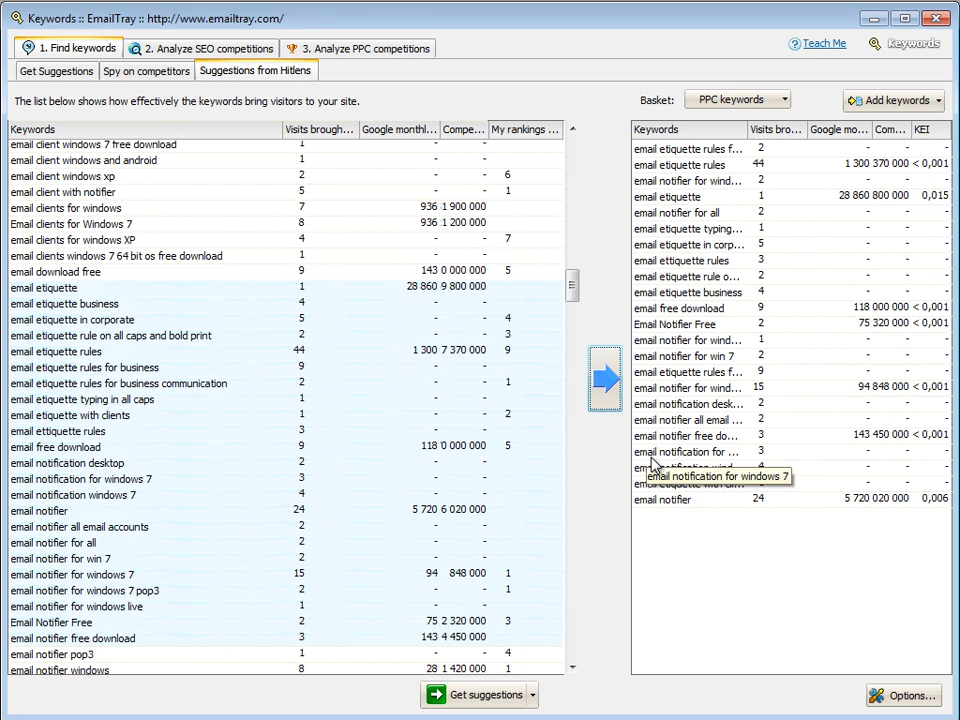 Keywords :: EmailTray :: http://www.emailtray.com/
1. Find keywords
2. Analyze SEO competitions
3. Analyze PPC competitions
Teach Me
Keywords
Get Suggestions
Spy on competitors
Suggestions from Hitlens
The list below shows how effectively the keywords bring visitors to your site.
Basket:
PPC keywords
Add keywords
Keywords Visits brough... Google monthl... Compe... My rankings ...
email client windows 7 free download 1 - -
email client windows and android 1 - -
email client windows xp 2 - - 6
email client with notifier 5 - - 1
email clients for windows 7 936 1 900 000
Email clients for Windows 7 8 936 1 200 000
email clients for windows XP 4 - - 7
email clients windows 7 64 bit os free download 1 - -
email download free 9 143 0 000 000 5
email etiquette 1 28 860 9 800 000
email etiquette business 4 - -
email etiquette in corporate 5 - - 4
email etiquette rule on all caps and bold print 2 - - 3
email etiquette rules 44 1 300 7 370 000 9
email etiquette rules for business 9 - -
email etiquette rules for business communication 2 - - 1
email etiquette typing in all caps 1 - -
email etiquette with clients 1 - - 2
email ettiquette rules 3 - -
email free download 9 118 0 000 000 5
email notification desktop 2 - -
email notification for windows 7 3 - -
email notification windows 7 4 - -
email notifier 24 5 720 6 020 000
email notifier all email accounts 2 - -
email notifier for all 2 - -
email notifier for win 7 2 - -
email notifier for windows 7 15 94 848 000 1
email notifier for windows 7 pop3 2 - - 1
email notifier for windows live 1 - -
Email Notifier Free 2 75 2 320 000 3
email notifier free download 3 143 4 450 000
email notifier pop3 1 - - 4
email notifier windows 8 28 1 420 000 1
Keywords Visits bro... Google mo... Com... KEI
email etiquette rules f... 2 - - -
email etiquette rules 44 1 300 370 000 < 0,001
email notifier for wind... 2 - - -
email etiquette 1 28 860 800 000 0,015
email notifier for all 2 - - -
email etiquette typing... 1 - - -
email etiquette in corp... 5 - - -
email ettiquette rules 3 - - -
email etiquette rule o... 2 - - -
email etiquette business 4 - - -
email free download 9 118 000 000 < 0,001
Email Notifier Free 2 75 320 000 < 0,001
email notifier for wind... 1 - - -
email notifier for win 7 2 - - -
email etiquette rules f... 9 - - -
email notifier for wind... 15 94 848 000 < 0,001
email notification desk... 2 - - -
email notifier all email ... 2 - - -
email notifier free do... 3 143 450 000 < 0,001
email notification for ... 3 - - -
email notification for windows 7
email notifier 24 5 720 020 000 0,006
Get suggestions
Options...